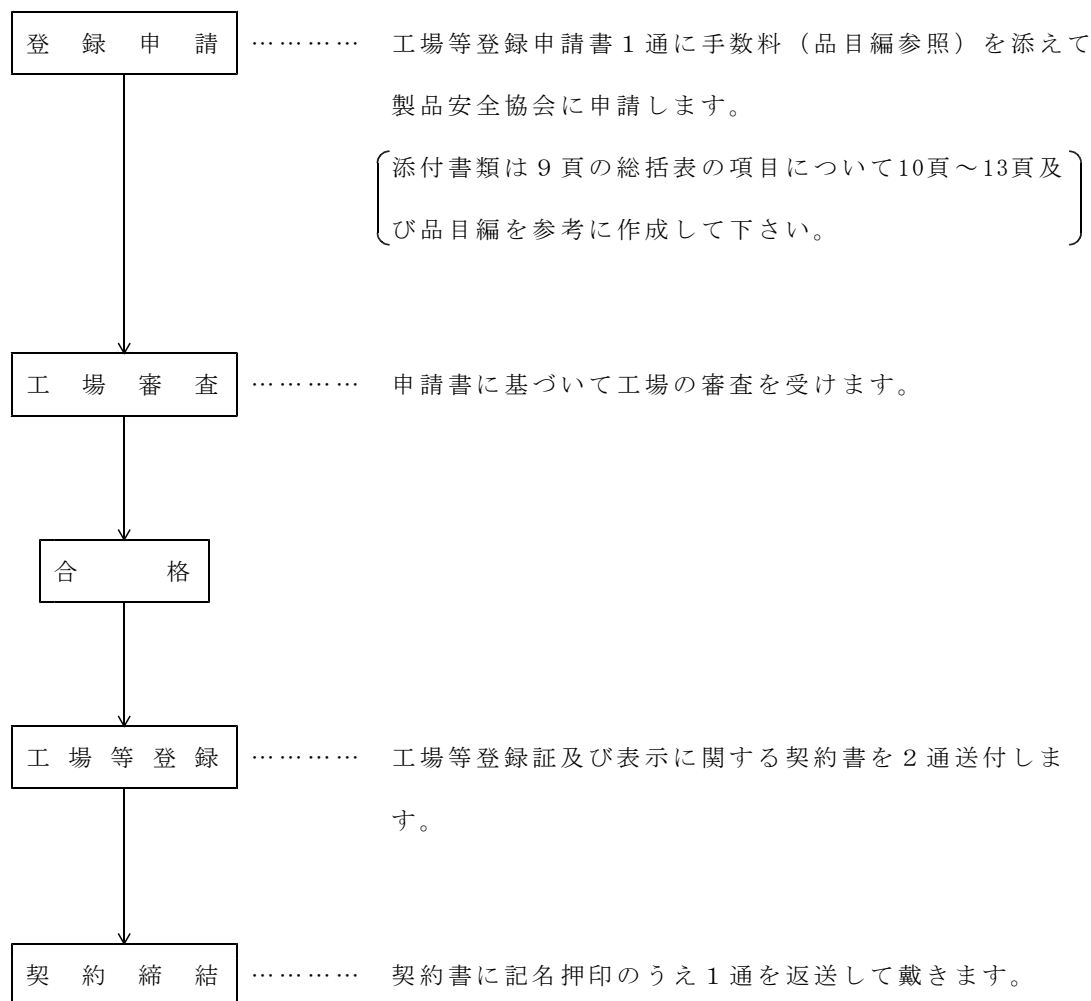 登録申請 ………… 工場等登録申請書１通に手数料（品目編参照）を添えて
製品安全協会に申請します。
添付書類は９頁の総括表の項目について10頁～13頁及
び品目編を参考に作成して下さい。
工場審査 ………… 申請書に基づいて工場の審査を受けます。
合格
工場等登録 ………… 工場等登録証及び表示に関する契約書を２通送付しま
す。
契約締結 ………… 契約書に記名押印のうえ１通を返送して戴きます。